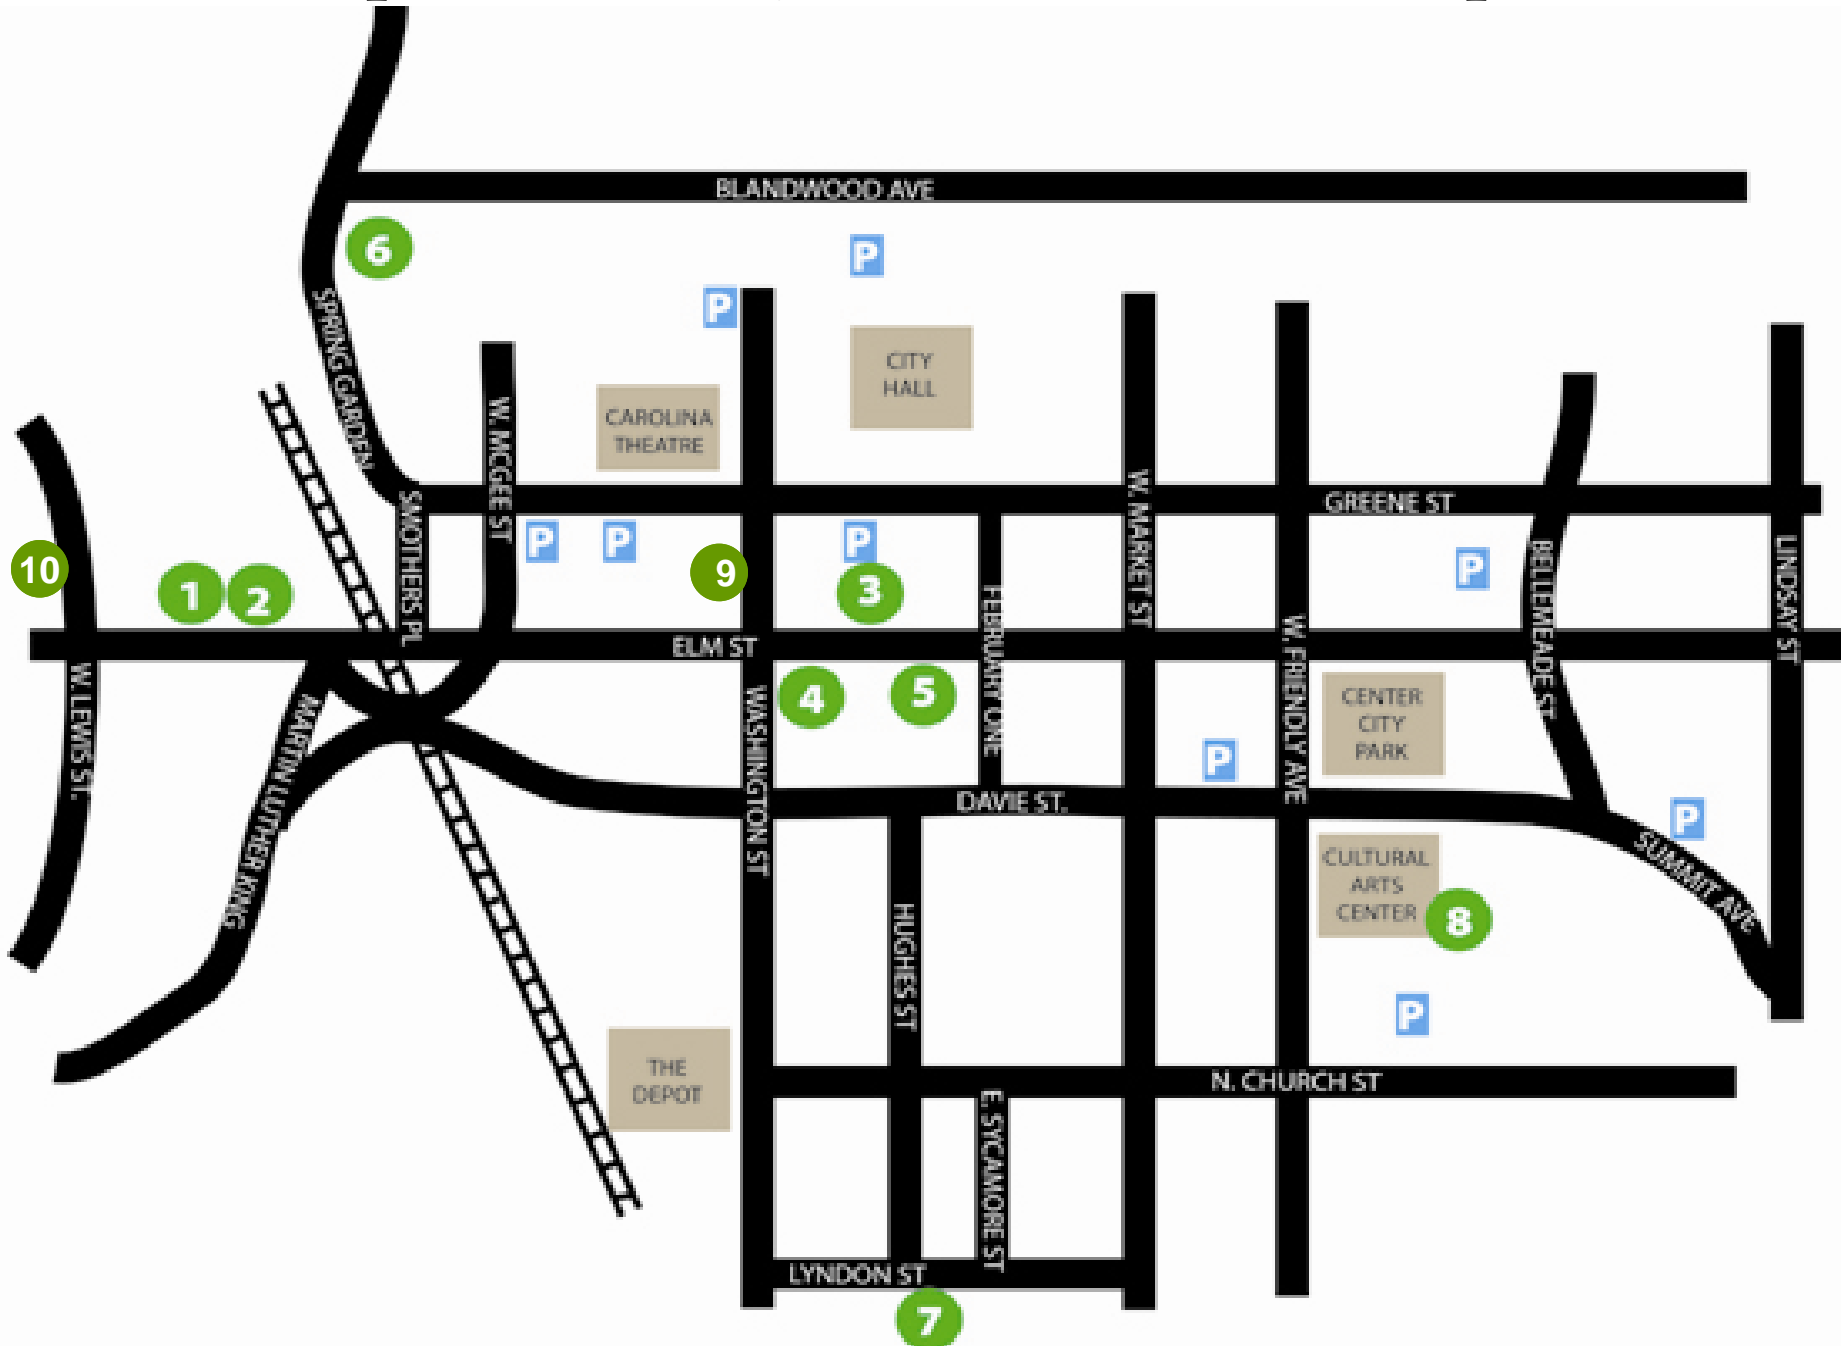 BLANDWOOD AVE
6
P
P
SPRING GARDEN
CITY
HALL
CAROLINA
THEATRE
W. MCGEE ST
SMOTHERS PL
W. MARKET ST
GREENE ST
P
P
P
P
10
1
2
9
3
FEBRUARY ONE
BELLEMEADE ST
LINDSAY ST
ELM ST
W. FRIENDLY AVE
W. LEWIS ST.
MARTIN LUTHER KING
WASHINGTON ST
4
5
CENTER
CITY
PARK
P
DAVIE ST.
P
SUMMIT AVE
CULTURAL
ARTS
CENTER
8
HUGHES ST
P
THE
DEPOT
N. CHURCH ST
E. SYCAMORE ST
LYNDON ST
7